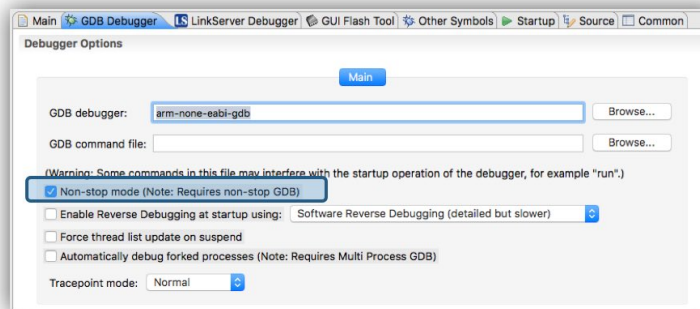 Main GDB Debugger LS LinkServer Debugger GUI Flash Tool Other Symbols Startup Source Common
Debugger Options
Main
GDB debugger: arm-none-eabi-gdb Browse...
GDB command file: Browse...
(Warning: Some commands in this file may interfere with the startup operation of the debugger, for example "run".)
Non-stop mode (Note: Requires non-stop GDB)
Enable Reverse Debugging at startup using: Software Reverse Debugging (detailed but slower)
Force thread list update on suspend
Automatically debug forked processes (Note: Requires Multi Process GDB)
Tracepoint mode: Normal